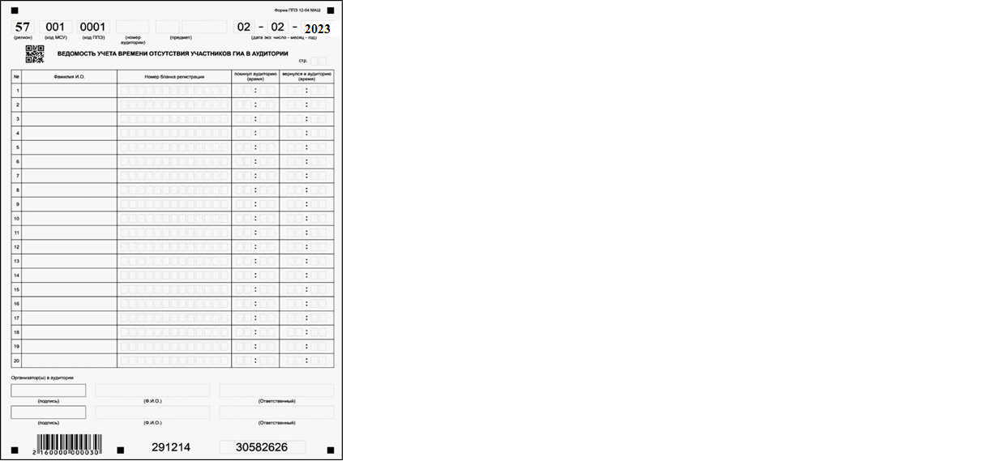 Форма ППЭ 12-04 МАШ
57 001 0001 02 - 02 - 2023
(регион) (код МСУ) (код ППЭ) (номер аудитории) (предмет) (дата экз: число - месяц - год)
ВЕДОМОСТЬ УЧЕТА ВРЕМЕНИ ОТСУТСТВИЯ УЧАСТНИКОВ ГИА В АУДИТОРИИ
стр.
№ Фамилия И.О. Номер бланка регистрации покинул аудиторию (время) вернулся в аудиторию (время)
1 : :
2 : :
3 : :
4 : :
5 : :
6 : :
7 : :
8 : :
9 : :
10 : :
11 : :
12 : :
13 : :
14 : :
15 : :
16 : :
17 : :
18 : :
19 : :
20 : :
Организатор(ы) в аудитории
(подпись) (Ф.И.О.) (Ответственный)
(подпись) (Ф.И.О.) (Ответственный)
2 160000 000030 291214 30582626